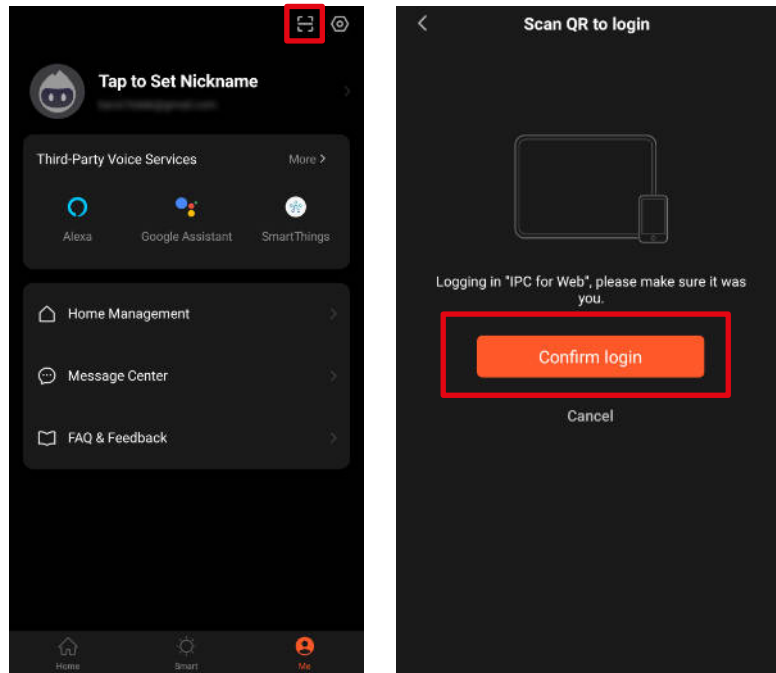 Tap to Set Nickname
Third-Party Voice Services
More >
Alexa
Google Assistant
SmartThings
Home Management
Message Center
FAQ & Feedback
Home
Smart
Me
Scan QR to login
Logging in "IPC for Web", please make sure it was
you.
Confirm login
Cancel